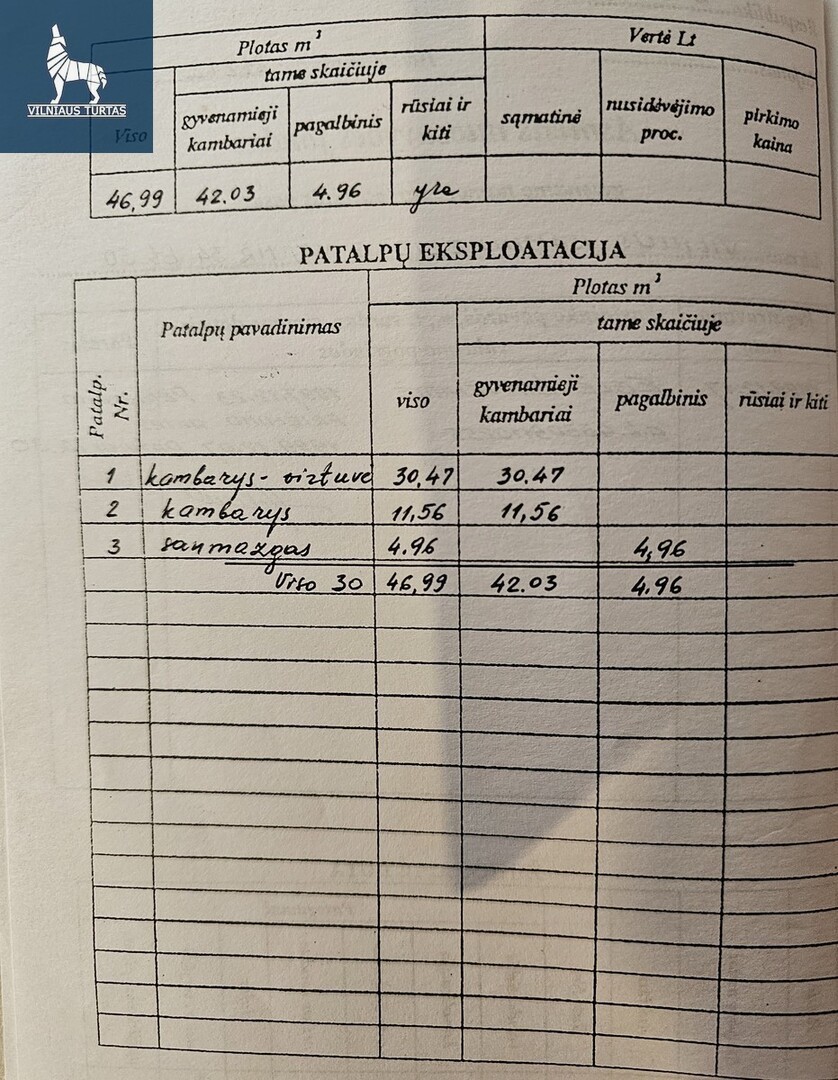 VILNIAUS TURTAS
Plotas m³ Vertė Lt
Viso tame skaičiuje
gyvenamieji kambariai pagalbinis rūsiai ir kiti sąmatinė nusidėvėjimo proc. pirkimo kaina
46,99 42.03 4.96 yra
PATALPŲ EKSPLOATACIJA
Patalp. Nr. Patalpų pavadinimas Plotas m³
tame skaičiuje
viso gyvenamieji kambariai pagalbinis rūsiai ir kiti
1 kambarys - virtuvė 30,47 30.47
2 kambarys 11,56 11,56
3 sanmazgas 4.96 4,96
Viso 30 46,99 42.03 4.96